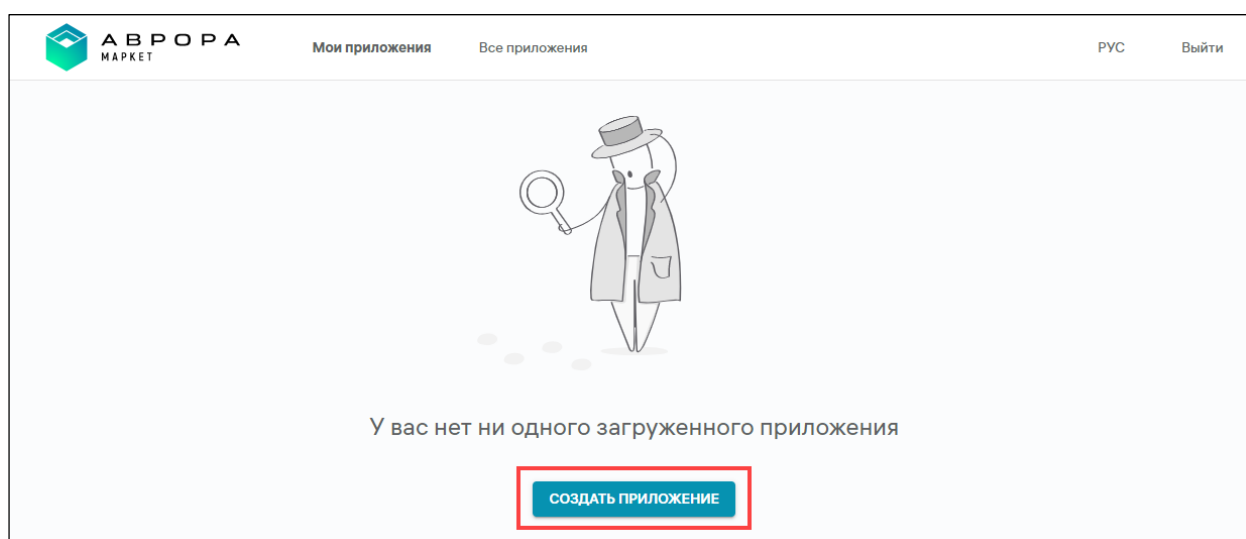 АВРОРА
МАРКЕТ
Мои приложения
Все приложения
РУС
Выйти
У вас нет ни одного загруженного приложения
СОЗДАТЬ ПРИЛОЖЕНИЕ